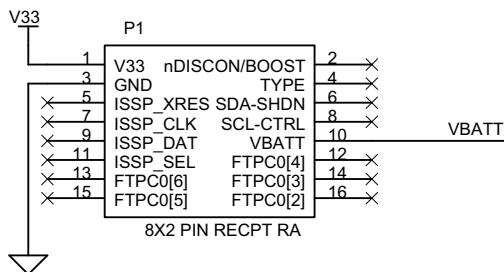 V33
P1
1 V33 nDISCON/BOOST 2
3 GND TYPE 4
5 ISSP_XRES SDA-SHDN 6
7 ISSP_CLK SCL-CTRL 8
9 ISSP_DAT VBATT 10 VBATT
11 ISSP_SEL FTPC0[4] 12
13 FTPC0[6] FTPC0[3] 14
15 FTPC0[5] FTPC0[2] 16
8X2 PIN RECPT RA